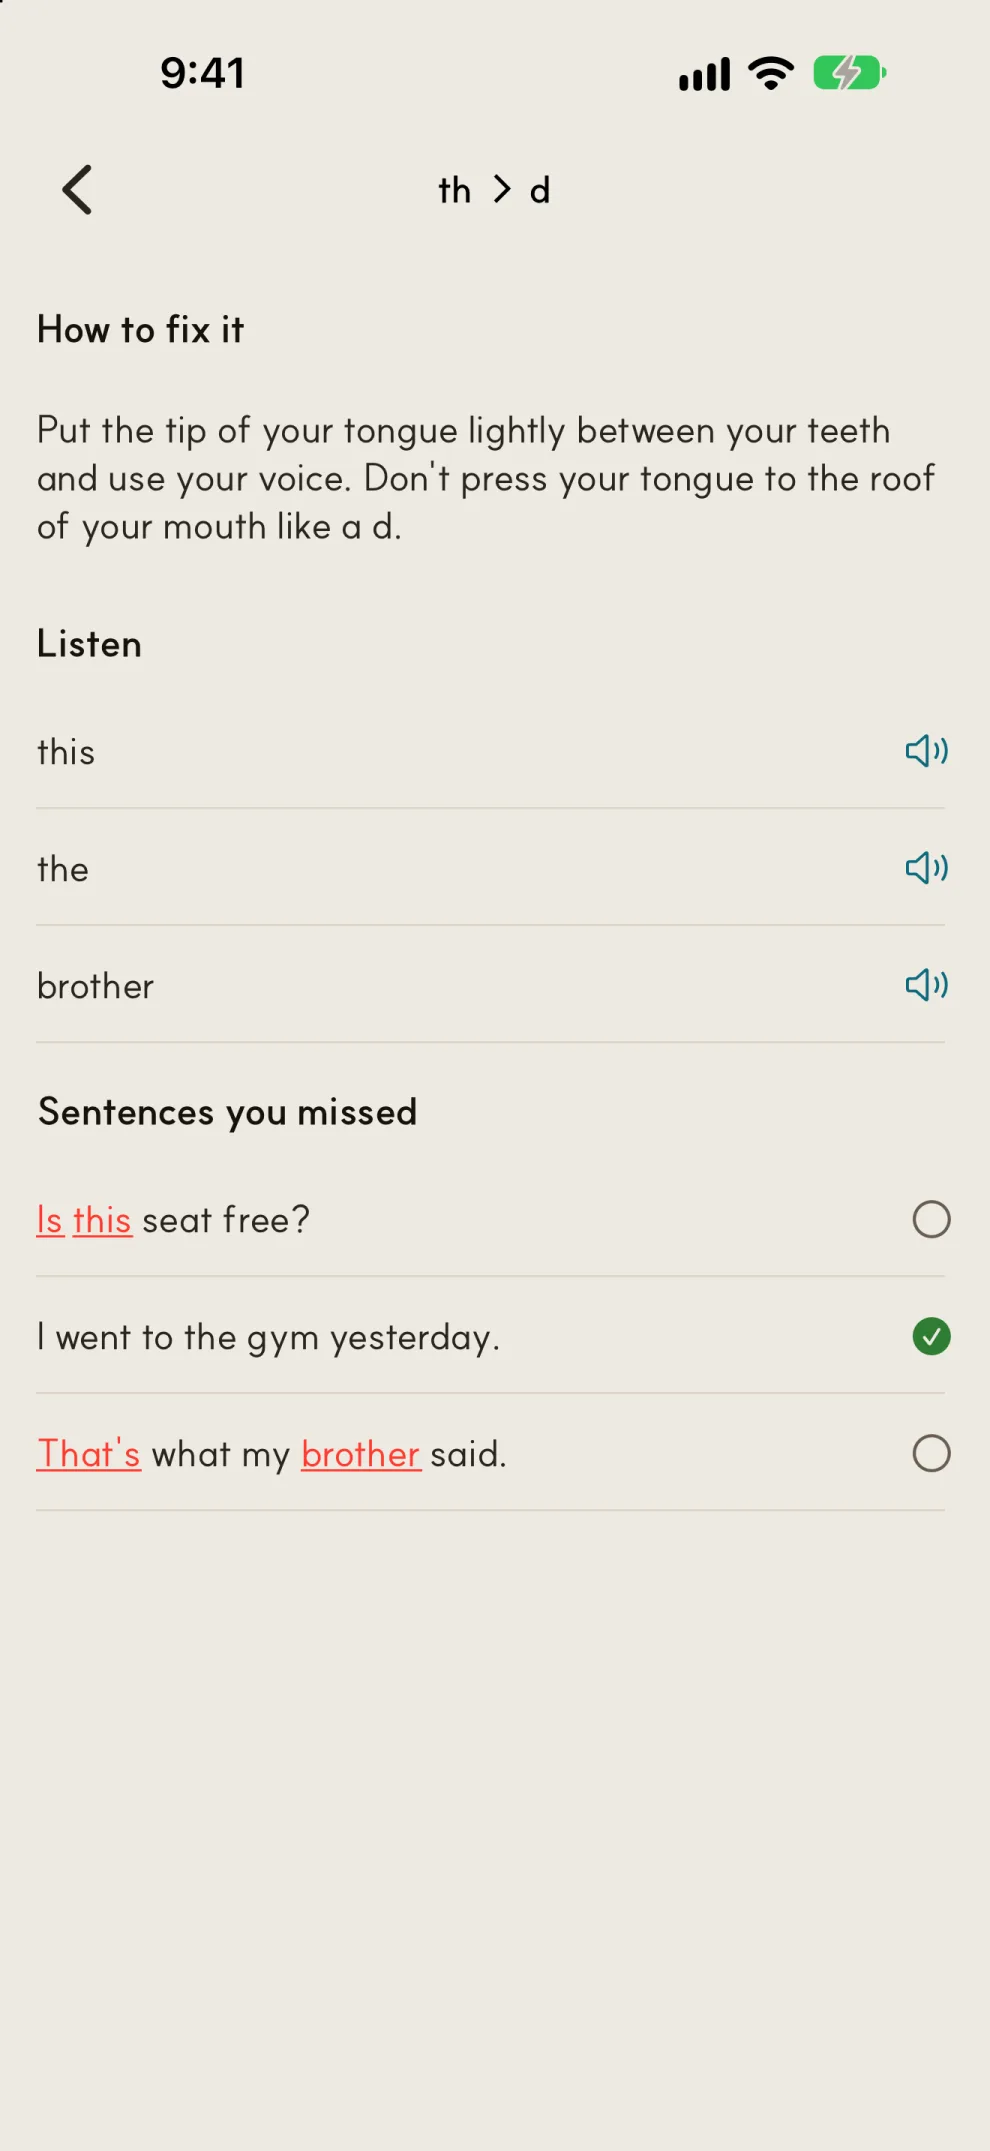 9:41
th > d
How to fix it
Put the tip of your tongue lightly between your teeth
and use your voice. Don't press your tongue to the roof
of your mouth like a d.
Listen
this
the
brother
Sentences you missed
Is this seat free?
I went to the gym yesterday.
That's what my brother said.